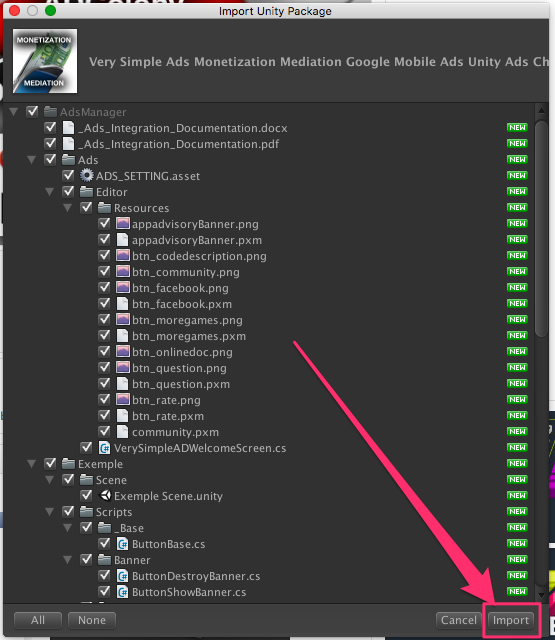 Import Unity Package
MONETIZATION
MEDIATION
Very Simple Ads Monetization Mediation Google Mobile Ads Unity Ads Ch
AdsManager
_Ads_Integration_Documentation.docx NEW
_Ads_Integration_Documentation.pdf NEW
Ads NEW
ADS_SETTING.asset NEW
Editor NEW
Resources NEW
appadvisoryBanner.png NEW
appadvisoryBanner.pxm NEW
btn_codedescription.png NEW
btn_community.png NEW
btn_facebook.png NEW
btn_facebook.pxm NEW
btn_moregames.png NEW
btn_moregames.pxm NEW
btn_onlinedoc.png NEW
btn_question.png NEW
btn_question.pxm NEW
btn_rate.png NEW
btn_rate.pxm NEW
community.pxm NEW
VerySimpleADWelcomeScreen.cs NEW
Exemple NEW
Scene NEW
Exemple Scene.unity NEW
Scripts NEW
_Base NEW
ButtonBase.cs NEW
Banner NEW
ButtonDestroyBanner.cs NEW
ButtonShowBanner.cs NEW
All None Cancel Import